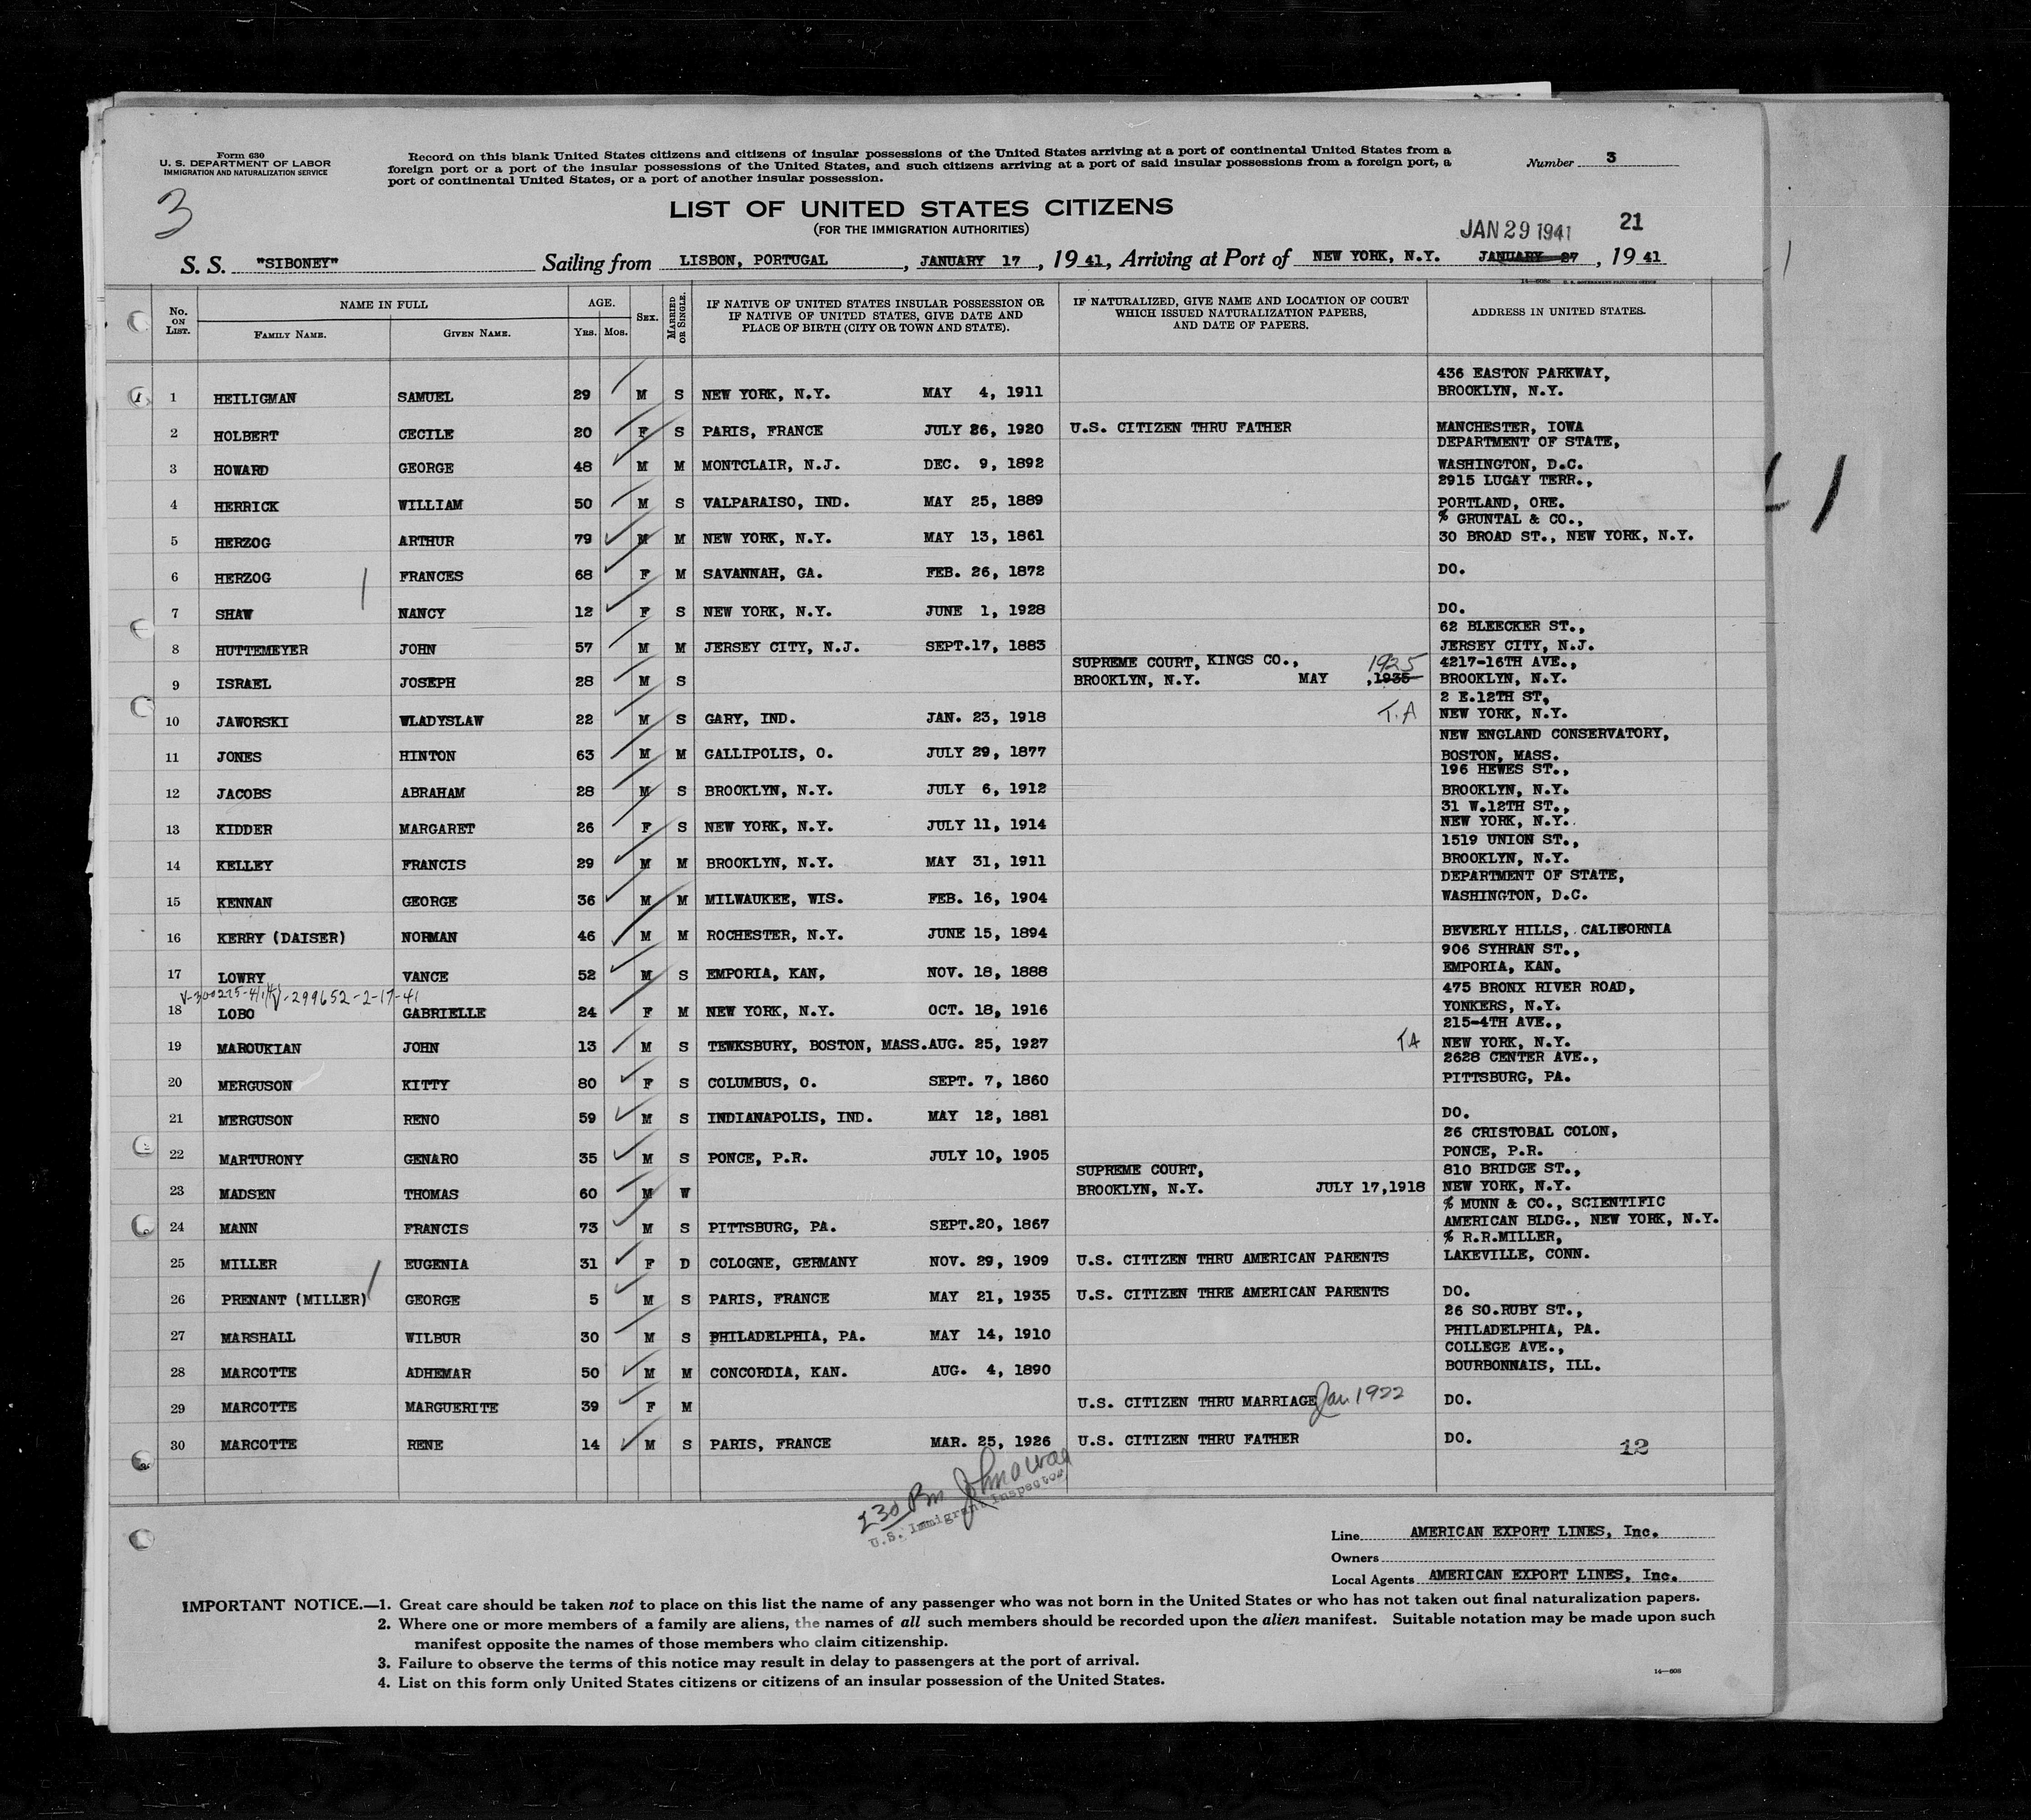 Form 630
U. S. DEPARTMENT OF LABOR
IMMIGRATION AND NATURALIZATION SERVICE
Record on this blank United States citizens and citizens of insular possessions of the United States arriving at a port of continental United States from a
foreign port or a port of the insular possessions of the United States, and such citizens arriving at a port of said insular possessions from a foreign port, a
port of continental United States, or a port of another insular possession.
Number 3
3
LIST OF UNITED STATES CITIZENS
(FOR THE IMMIGRATION AUTHORITIES)
JAN 29 1941 21
S. S. "SIBONEY" Sailing from LISBON, PORTUGAL, JANUARY 17, 1941, Arriving at Port of NEW YORK, N.Y. JANUARY 27, 1941
No. ON LIST. NAME IN FULL FAMILY NAME. GIVEN NAME. AGE. YRS. MOS. SEX. MARRIED OR SINGLE. IF NATIVE OF UNITED STATES INSULAR POSSESSION OR IF NATIVE OF UNITED STATES, GIVE DATE AND PLACE OF BIRTH (CITY OR TOWN AND STATE). IF NATURALIZED, GIVE NAME AND LOCATION OF COURT WHICH ISSUED NATURALIZATION PAPERS, AND DATE OF PAPERS. ADDRESS IN UNITED STATES.
1 HEILIGMAN SAMUEL 29 M S NEW YORK, N.Y. MAY 4, 1911 436 EASTON PARKWAY, BROOKLYN, N.Y.
2 HOLBERT CECILE 20 F S PARIS, FRANCE JULY 26, 1920 U.S. CITIZEN THRU FATHER MANCHESTER, IOWA
3 HOWARD GEORGE 48 M M MONTCLAIR, N.J. DEC. 9, 1892 DEPARTMENT OF STATE, WASHINGTON, D.C.
4 HERRICK WILLIAM 50 M S VALPARAISO, IND. MAY 25, 1889 2915 LUGAY TERR., PORTLAND, ORE.
5 HERZOG ARTHUR 79 M M NEW YORK, N.Y. MAY 13, 1861 % GRUNTAL & CO., 30 BROAD ST., NEW YORK, N.Y.
6 HERZOG FRANCES 68 F M SAVANNAH, GA. FEB. 26, 1872 DO.
7 SHAW NANCY 12 F S NEW YORK, N.Y. JUNE 1, 1928 DO.
8 HUTTEMEYER JOHN 57 M M JERSEY CITY, N.J. SEPT.17, 1883 62 BLEECKER ST., JERSEY CITY, N.J.
9 ISRAEL JOSEPH 28 M S SUPREME COURT, KINGS CO., BROOKLYN, N.Y. MAY ,1935 1925 4217-16TH AVE., BROOKLYN, N.Y.
10 JAWORSKI WLADYSLAW 22 M S GARY, IND. JAN. 23, 1918 T.A 2 E.12TH ST, NEW YORK, N.Y.
11 JONES HINTON 63 M M GALLIPOLIS, O. JULY 29, 1877 NEW ENGLAND CONSERVATORY, BOSTON, MASS.
12 JACOBS ABRAHAM 28 M S BROOKLYN, N.Y. JULY 6, 1912 196 HEWES ST., BROOKLYN, N.Y.
13 KIDDER MARGARET 26 F S NEW YORK, N.Y. JULY 11, 1914 31 W.12TH ST., NEW YORK, N.Y.
14 KELLEY FRANCIS 29 M M BROOKLYN, N.Y. MAY 31, 1911 1519 UNION ST., BROOKLYN, N.Y.
15 KENNAN GEORGE 36 M M MILWAUKEE, WIS. FEB. 16, 1904 DEPARTMENT OF STATE, WASHINGTON, D.C.
16 KERRY (DAISER) NORMAN 46 M M ROCHESTER, N.Y. JUNE 15, 1894 BEVERLY HILLS, CALIFORNIA
17 LOWRY VANCE 52 M S EMPORIA, KAN, NOV. 18, 1888 906 SYHRAN ST., EMPORIA, KAN.
V-299652-2-17-41
18 LOBO GABRIELLE 24 F M NEW YORK, N.Y. OCT. 18, 1916 475 BRONX RIVER ROAD, YONKERS, N.Y.
19 MAROUKIAN JOHN 13 M S TEWKSBURY, BOSTON, MASS.AUG. 25, 1927 TA 215-4TH AVE., NEW YORK, N.Y.
20 MERGUSON KITTY 80 F S COLUMBUS, O. SEPT. 7, 1860 2628 CENTER AVE., PITTSBURG, PA.
21 MERGUSON RENO 59 M S INDIANAPOLIS, IND. MAY 12, 1881 DO.
22 MARTURONY GENARO 35 M S PONCE, P.R. JULY 10, 1905 26 CRISTOBAL COLON, PONCE, P.R.
23 MADSEN THOMAS 60 M W SUPREME COURT, BROOKLYN, N.Y. JULY 17,1918 810 BRIDGE ST., NEW YORK, N.Y.
24 MANN FRANCIS 73 M S PITTSBURG, PA. SEPT.20, 1867 % MUNN & CO., SCIENTIFIC AMERICAN BLDG., NEW YORK, N.Y.
25 MILLER EUGENIA 31 F D COLOGNE, GERMANY NOV. 29, 1909 U.S. CITIZEN THRU AMERICAN PARENTS % R.R.MILLER, LAKEVILLE, CONN.
26 PRENANT (MILLER) GEORGE 5 M S PARIS, FRANCE MAY 21, 1935 U.S. CITIZEN THRE AMERICAN PARENTS DO.
27 MARSHALL WILBUR 30 M S PHILADELPHIA, PA. MAY 14, 1910 26 SO.RUBY ST., PHILADELPHIA, PA.
28 MARCOTTE ADHEMAR 50 M M CONCORDIA, KAN. AUG. 4, 1890 COLLEGE AVE., BOURBONNAIS, ILL.
29 MARCOTTE MARGUERITE 39 F M U.S. CITIZEN THRU MARRIAGE Jan 1922 DO.
30 MARCOTTE RENE 14 M S PARIS, FRANCE MAR. 25, 1926 U.S. CITIZEN THRU FATHER DO.
12
U.S. Immigrant Inspector
Line AMERICAN EXPORT LINES, Inc.
Owners
Local Agents AMERICAN EXPORT LINES, Inc.
IMPORTANT NOTICE.—1. Great care should be taken not to place on this list the name of any passenger who was not born in the United States or who has not taken out final naturalization papers.
2. Where one or more members of a family are aliens, the names of all such members should be recorded upon the alien manifest. Suitable notation may be made upon such
manifest opposite the names of those members who claim citizenship.
3. Failure to observe the terms of this notice may result in delay to passengers at the port of arrival.
4. List on this form only United States citizens or citizens of an insular possession of the United States.
14—608